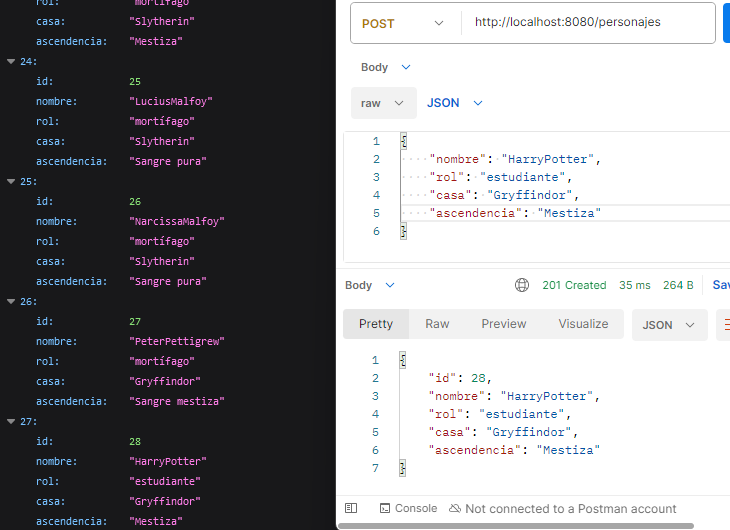 rol: "mortífago"
casa: "Slytherin"
ascendencia: "Mestiza"
24:
id: 25
nombre: "LuciusMalfoy"
rol: "mortífago"
casa: "Slytherin"
ascendencia: "Sangre pura"
25:
id: 26
nombre: "NarcissaMalfoy"
rol: "mortífago"
casa: "Slytherin"
ascendencia: "Sangre pura"
26:
id: 27
nombre: "PeterPettigrew"
rol: "mortífago"
casa: "Gryffindor"
ascendencia: "Sangre mestiza"
27:
id: 28
nombre: "HarryPotter"
rol: "estudiante"
casa: "Gryffindor"
ascendencia: "Mestiza"
POST http://localhost:8080/personajes
Body
raw JSON
1 {
2 "nombre": "HarryPotter",
3 "rol": "estudiante",
4 "casa": "Gryffindor",
5 "ascendencia": "Mestiza"
6 }
Body 201 Created 35 ms 264 B Sav
Pretty Raw Preview Visualize JSON
1 {
2 "id": 28,
3 "nombre": "HarryPotter",
4 "rol": "estudiante",
5 "casa": "Gryffindor",
6 "ascendencia": "Mestiza"
7 }
Console Not connected to a Postman account